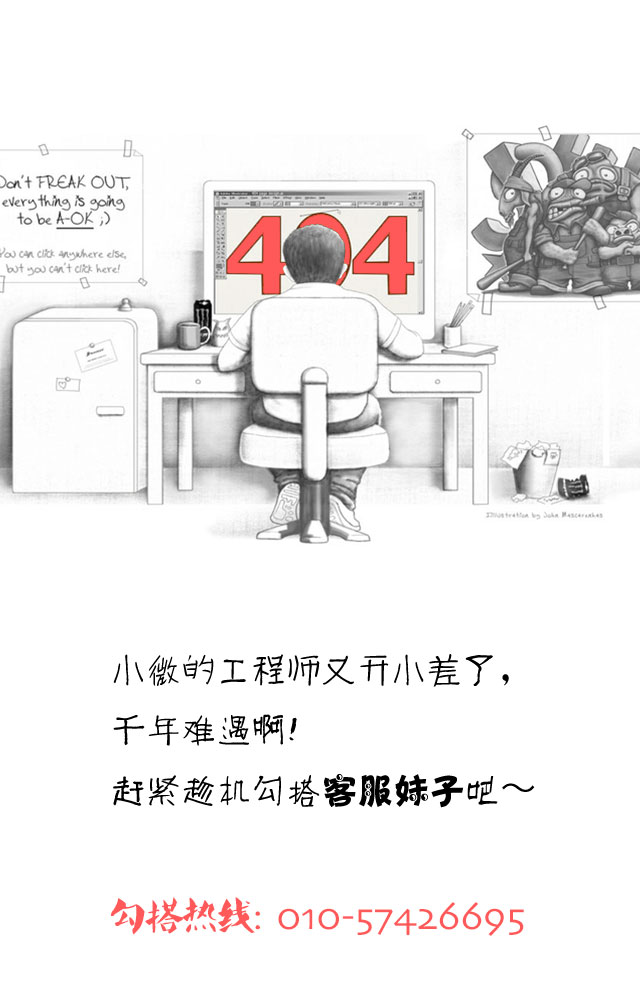 Don't FREAK OUT,
everything is going
to be A-OK ;)
You can click anywhere else,
but you can't click here!
404
Illustration by John Mascarenhas
小微的工程师又开小差了，
千年难遇啊！
赶紧趁机勾搭客服妹子吧～
勾搭热线: 010-57426695